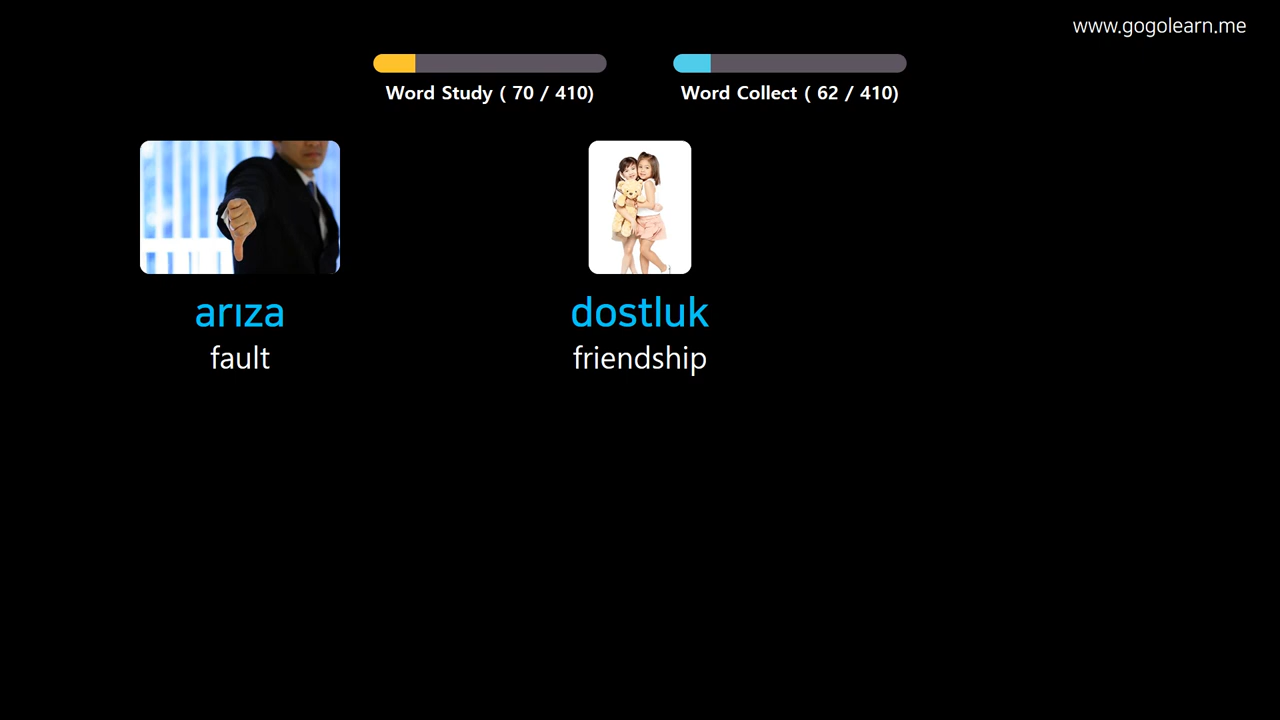 www.gogolearn.me
Word Study ( 70 / 410)
Word Collect ( 62 / 410)
arıza
fault
dostluk
friendship